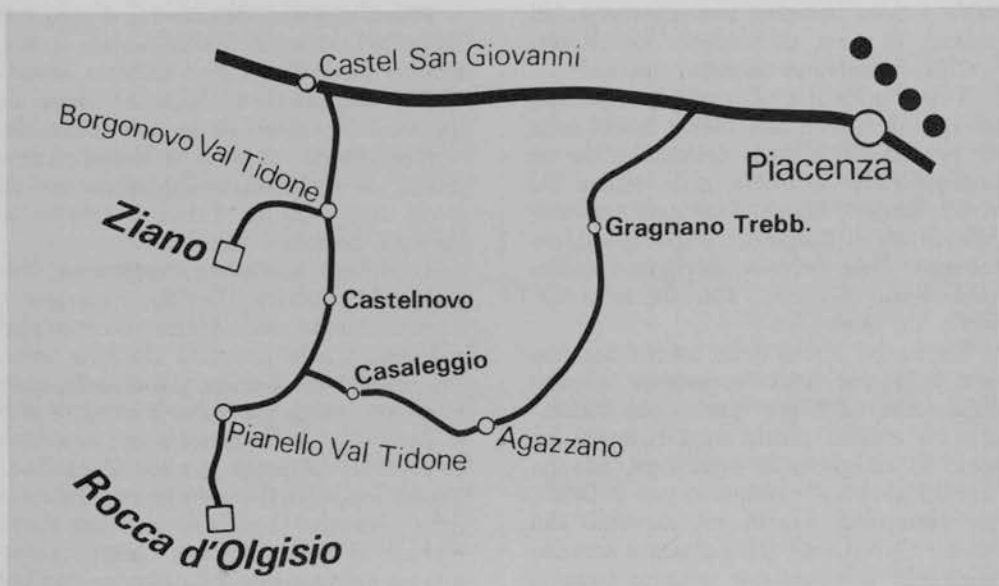 Castel San Giovanni
Borgonovo Val Tidone
Piacenza
Ziano
Gragnano Trebb.
Castelnovo
Casaleggio
Pianello Val Tidone
Agazzano
Rocca d'Olgisio